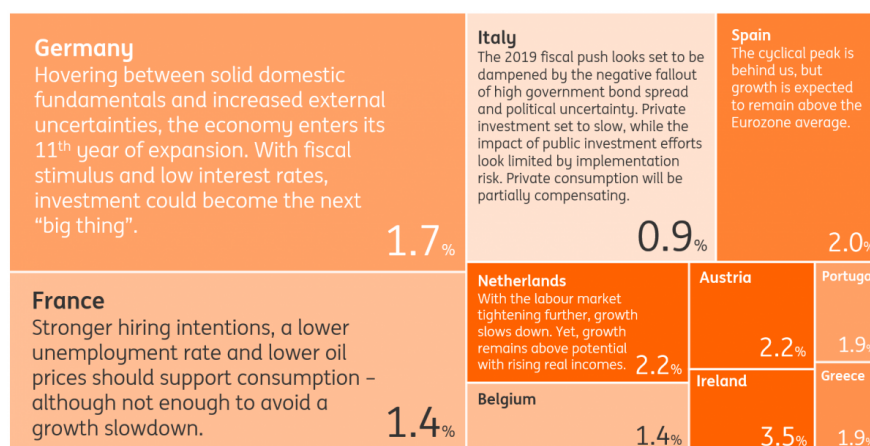 Germany
Hovering between solid domestic
fundamentals and increased external
uncertainties, the economy enters its
11th year of expansion. With fiscal
stimulus and low interest rates,
investment could become the next
“big thing”.
1.7%
Italy
The 2019 fiscal push looks set to be
dampened by the negative fallout
of high government bond spread
and political uncertainty. Private
investment set to slow, while the
impact of public investment efforts
look limited by implementation
risk. Private consumption will be
partially compensating.
0.9%
Spain
The cyclical peak is
behind us, but
growth is expected
to remain above the
Eurozone average.
2.0%
France
Stronger hiring intentions, a lower
unemployment rate and lower oil
prices should support consumption –
although not enough to avoid a
growth slowdown.
1.4%
Netherlands
With the labour market
tightening further, growth
slows down. Yet, growth
remains above potential
with rising real incomes.
2.2%
Belgium
1.4%
Austria
2.2%
Ireland
3.5%
Portuga
1.9%
Greece
1.9%